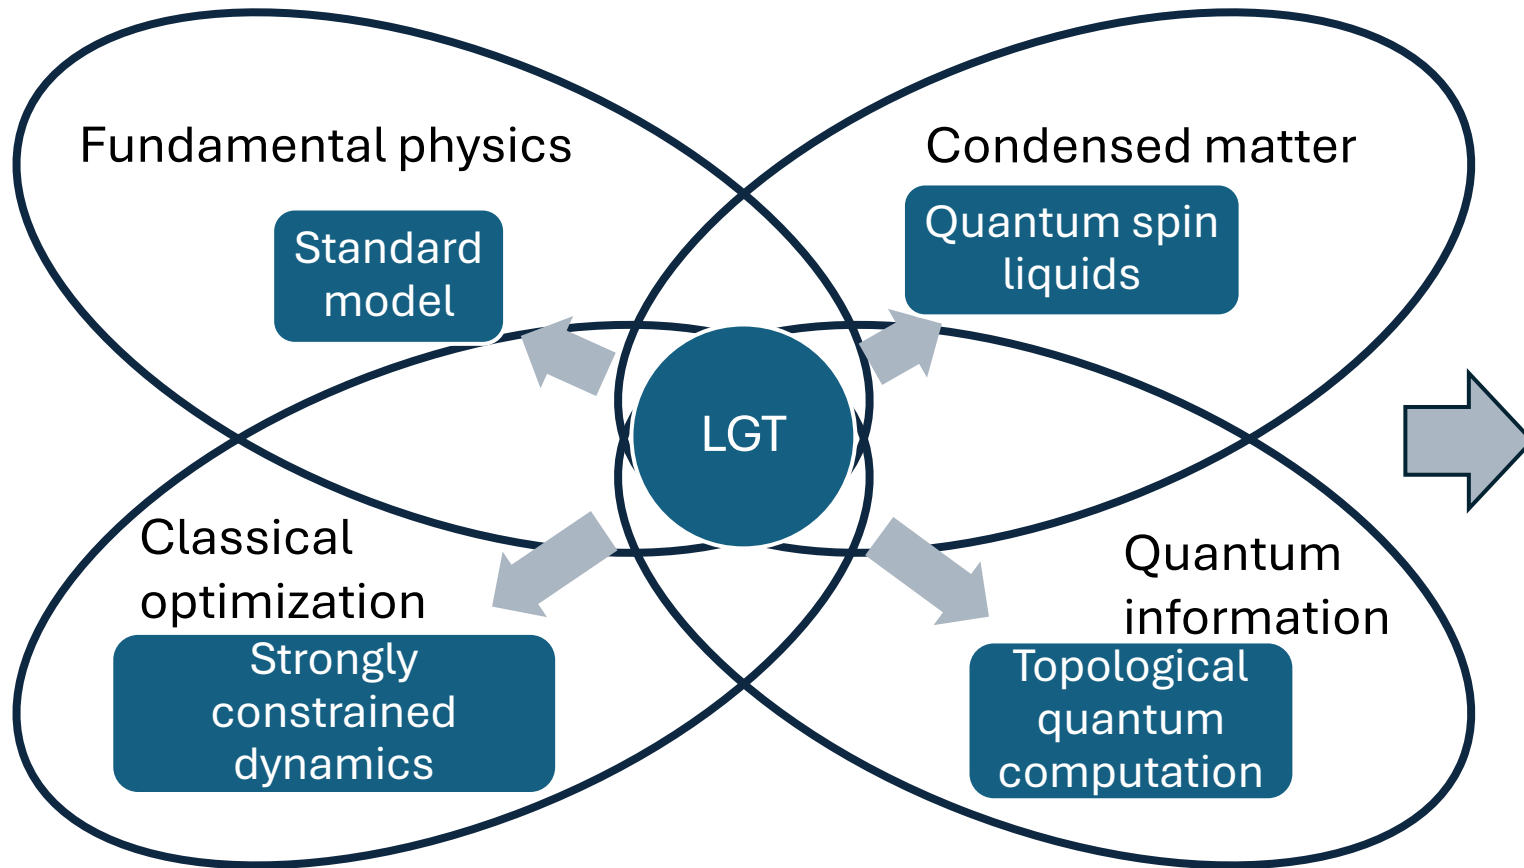 Fundamental physics
Standard
model
Condensed matter
Quantum spin
liquids
LGT
Classical
optimization
Strongly
constrained
dynamics
Quantum
information
Topological
quantum
computation